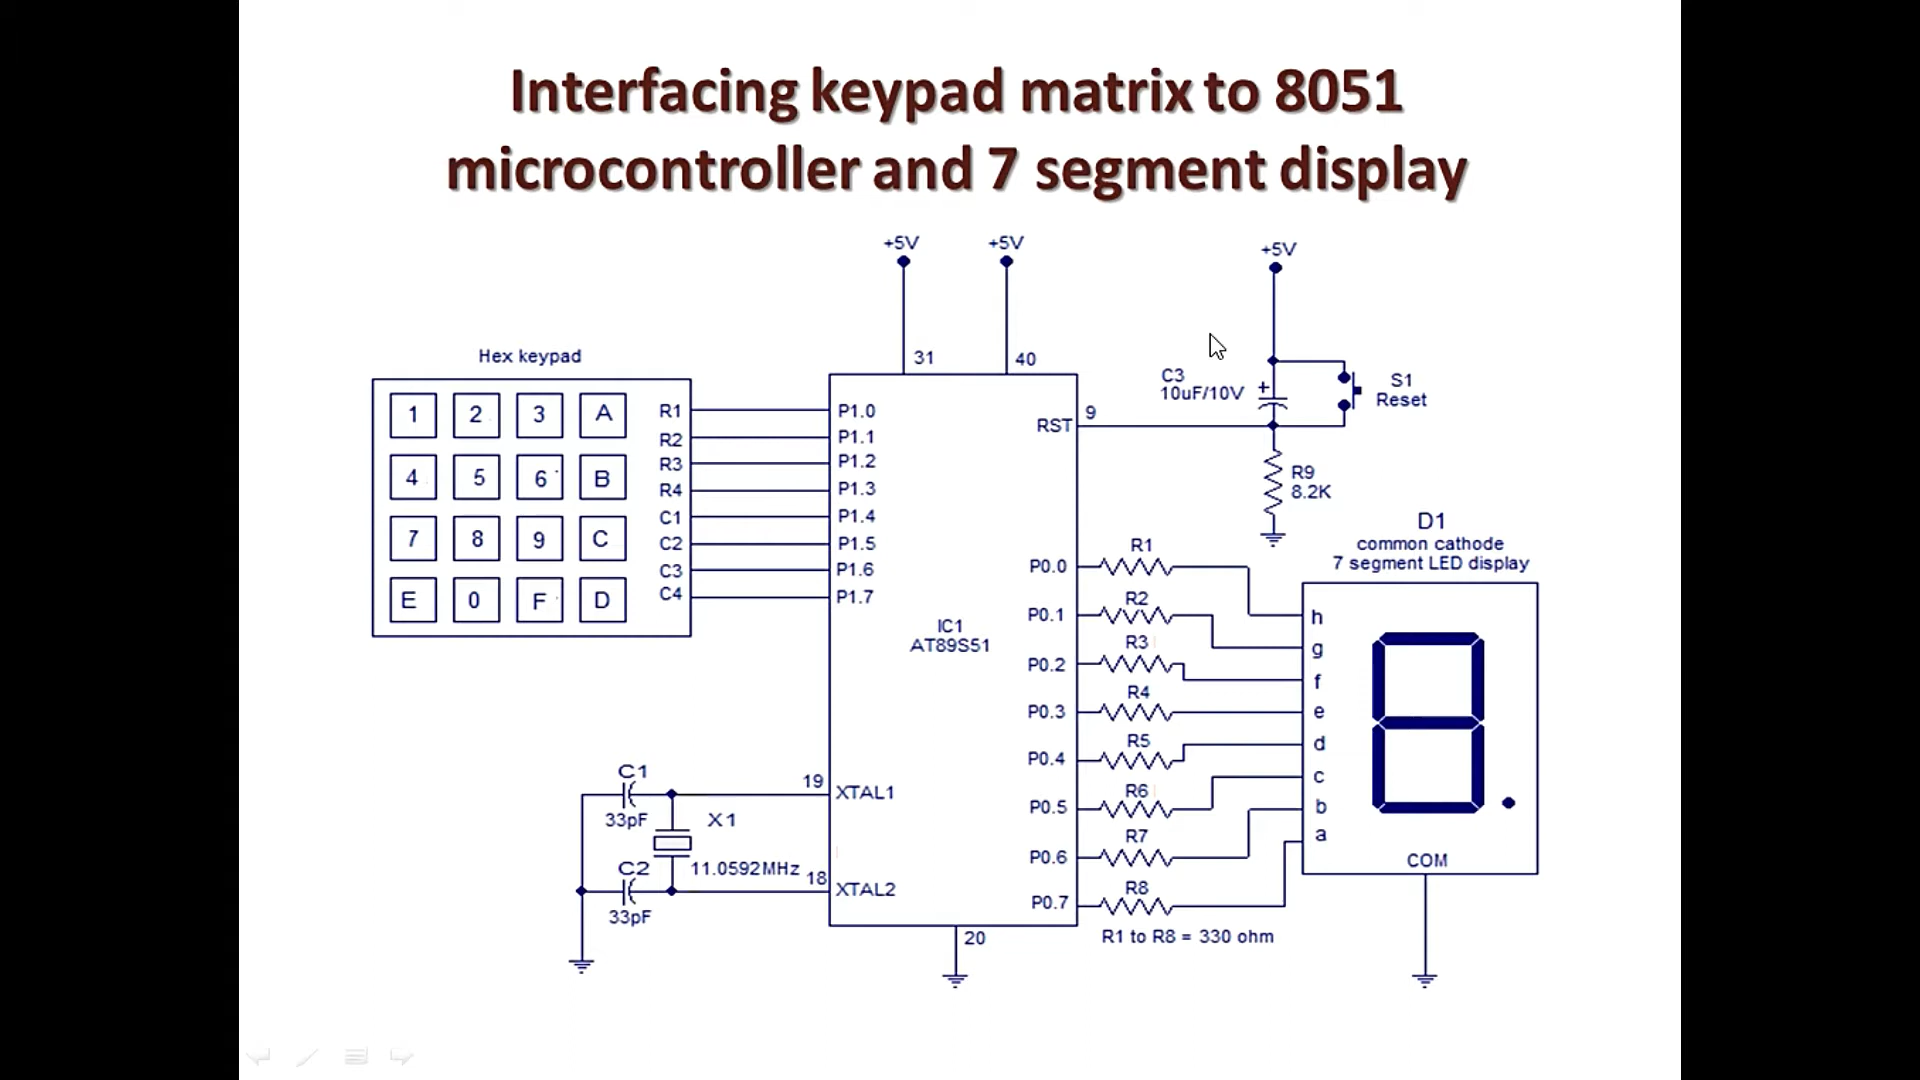 Interfacing keypad matrix to 8051
microcontroller and 7 segment display
+5V
+5V
+5V
31
40
Hex keypad
1 2 3 A
4 5 6 B
7 8 9 C
E 0 F D
R1
R2
R3
R4
C1
C2
C3
C4
P1.0
P1.1
P1.2
P1.3
P1.4
P1.5
P1.6
P1.7
IC1
AT89S51
RST
9
C3
10uF/10V
+
S1
Reset
R9
8.2K
D1
common cathode
7 segment LED display
P0.0
P0.1
P0.2
P0.3
P0.4
P0.5
P0.6
P0.7
R1
R2
R3
R4
R5
R6
R7
R8
R1 to R8 = 330 ohm
h
g
f
e
d
c
b
a
COM
C1
33pF
X1
11.0592MHz
C2
33pF
19
XTAL1
18
XTAL2
20